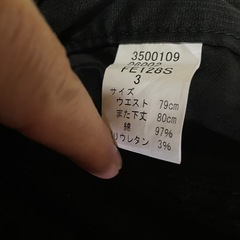 3500109
FE128S
3
サイズ
ウエスト 79cm
また下丈 80cm
綿 97%
リウレタン 3%